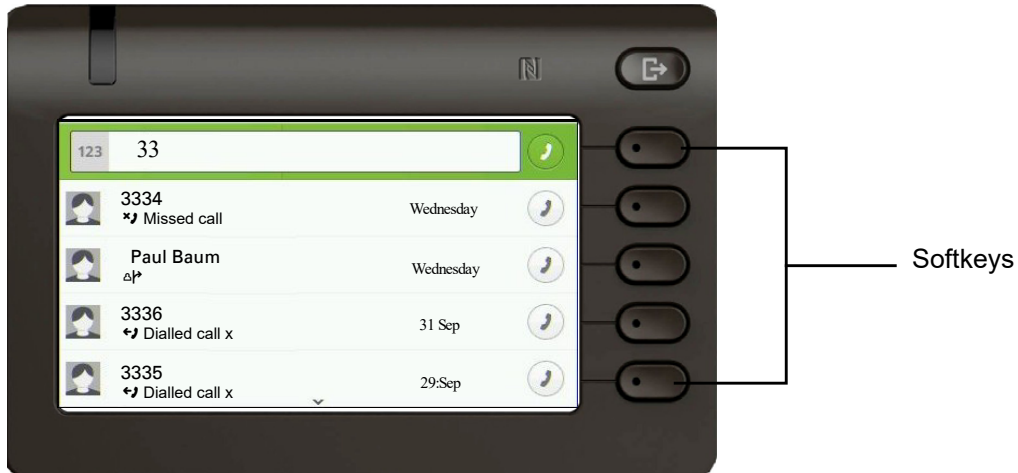 123 33
3334 Wednesday
Missed call
Paul Baum Wednesday
3336 31 Sep
Dialled call x
3335 29:Sep
Dialled call x
Softkeys